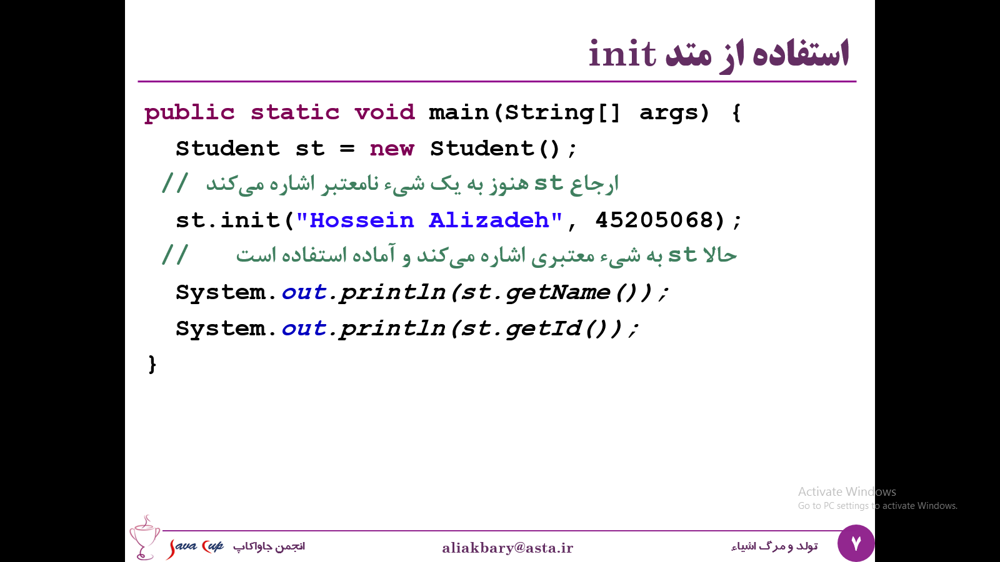 استفاده از متد init
public static void main(String[] args) {
Student st = new Student();
// ارجاع st هنوز به یک شیء نامعتبر اشاره می‌کند
st.init("Hossein Alizadeh", 45205068);
// حالا st به شیء معتبری اشاره می‌کند و آماده استفاده است
System.out.println(st.getName());
System.out.println(st.getId());
}
Activate Windows
Go to PC settings to activate Windows.
Java Cup انجمن جاواکاپ
aliakbary@asta.ir
تولد و مرگ اشیاء
۷